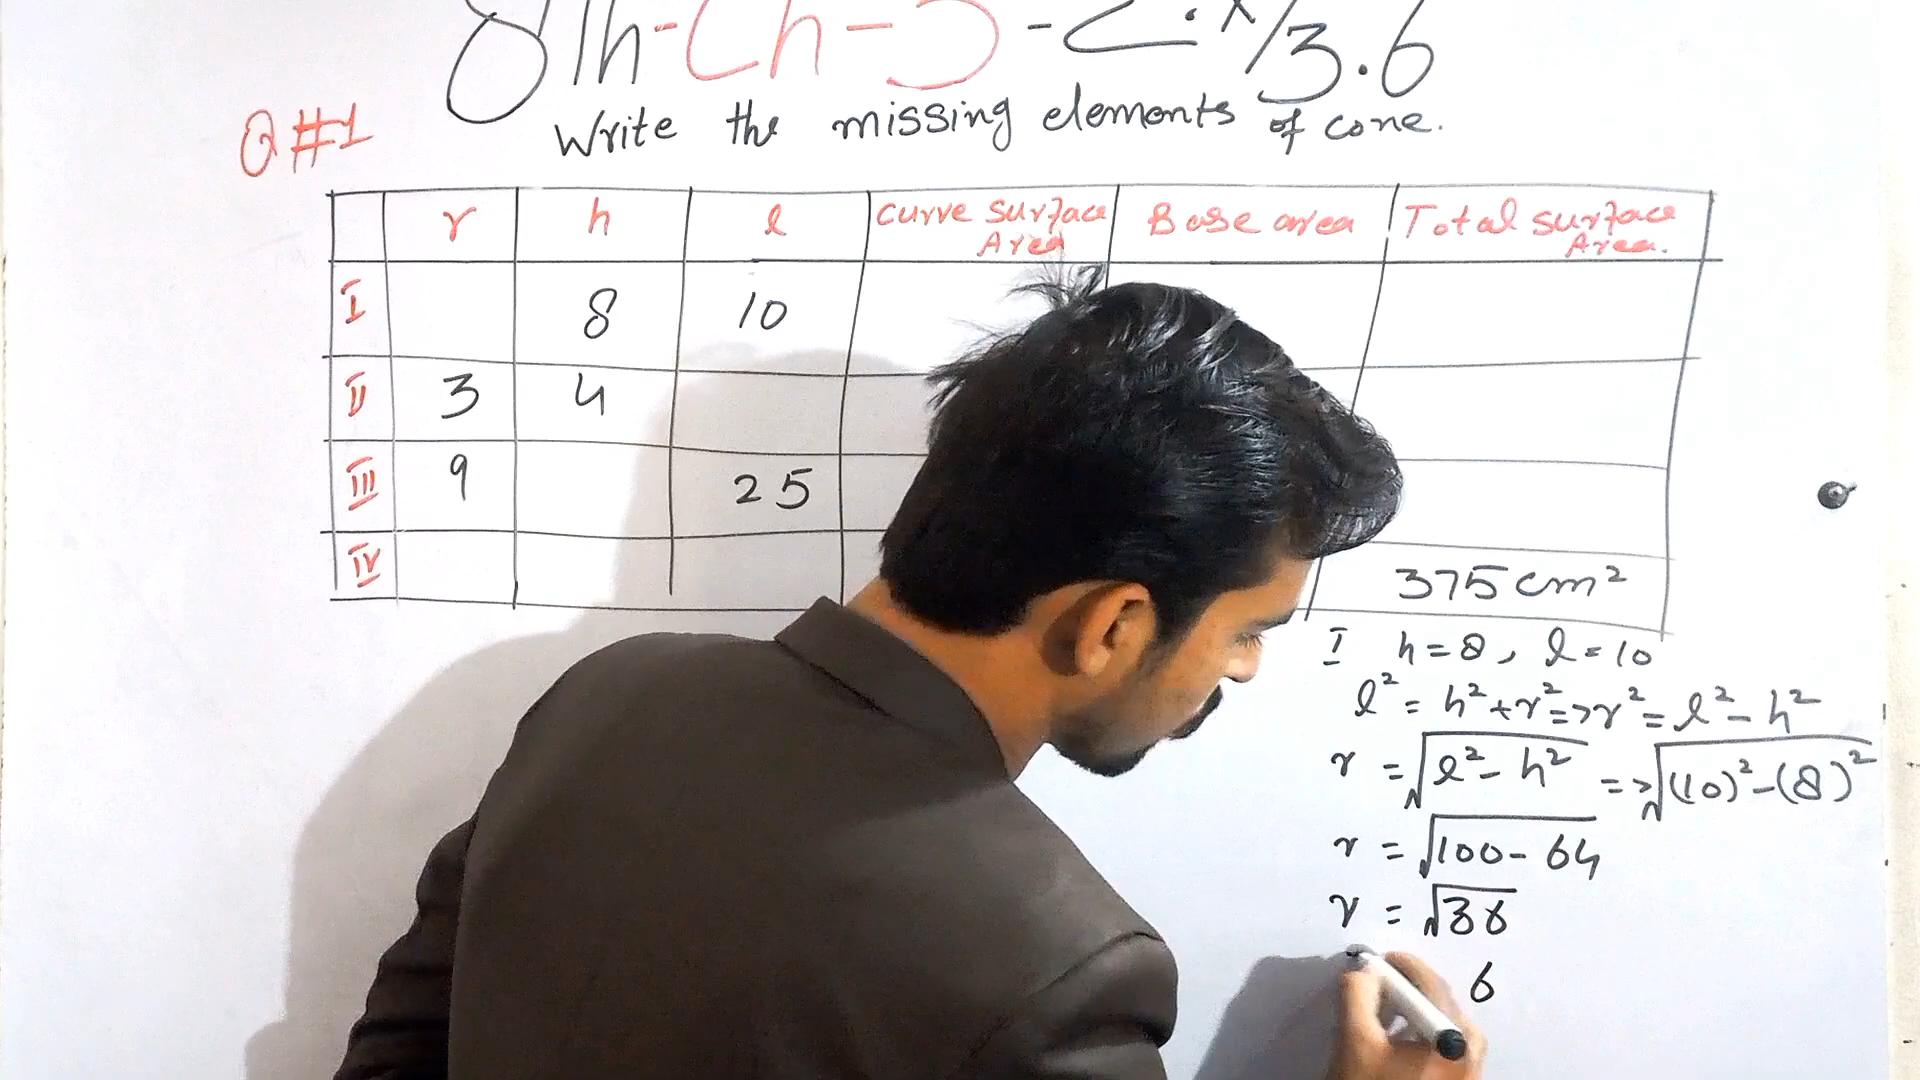 8th-Ch-3-Ex/3.6
Q#1
Write the missing elements of cone.
r h l Curve Surface Area Base area Total surface Area.
I 8 10
II 3 4
III 9 25
IV 375 cm²
I h = 8, l = 10
l² = h² + r² => r² = l² - h²
r = √l² - h² => √(10)² - (8)²
r = √100 - 64
r = √36
6